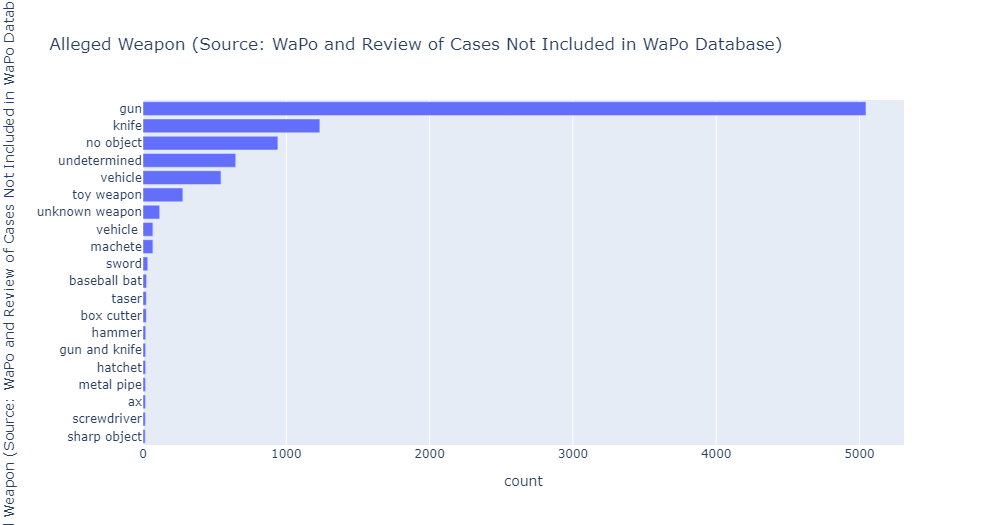 Alleged Weapon (Source: WaPo and Review of Cases Not Included in WaPo Database)
Weapon (Source: WaPo and Review of Cases Not Included in WaPo
gun
knife
no object
undetermined
vehicle
toy weapon
unknown weapon
vehicle
machete
sword
baseball bat
taser
box cutter
hammer
gun and knife
hatchet
metal pipe
ax
screwdriver
sharp object
0 1000 2000 3000 4000 5000
count